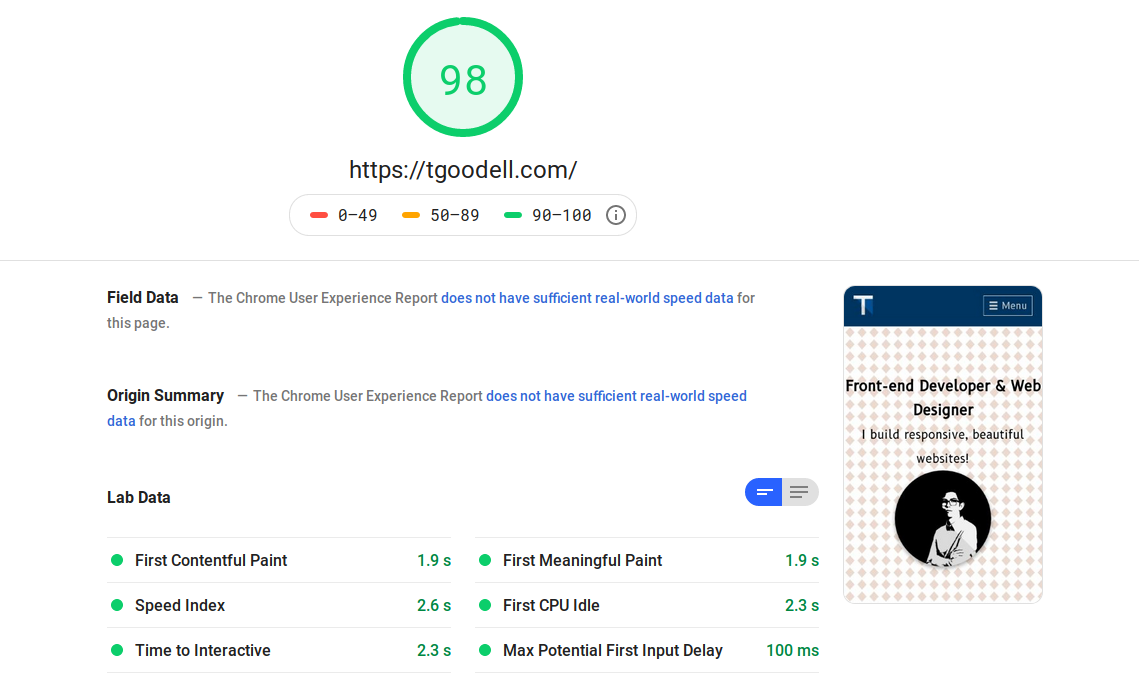 98
https://tgoodell.com/
0–49 50–89 90–100
Field Data — The Chrome User Experience Report does not have sufficient real-world speed data for
this page.
Origin Summary — The Chrome User Experience Report does not have sufficient real-world speed
data for this origin.
Lab Data
First Contentful Paint 1.9 s
First Meaningful Paint 1.9 s
Speed Index 2.6 s
First CPU Idle 2.3 s
Time to Interactive 2.3 s
Max Potential First Input Delay 100 ms
T
Menu
Front-end Developer & Web
Designer
I build responsive, beautiful
websites!